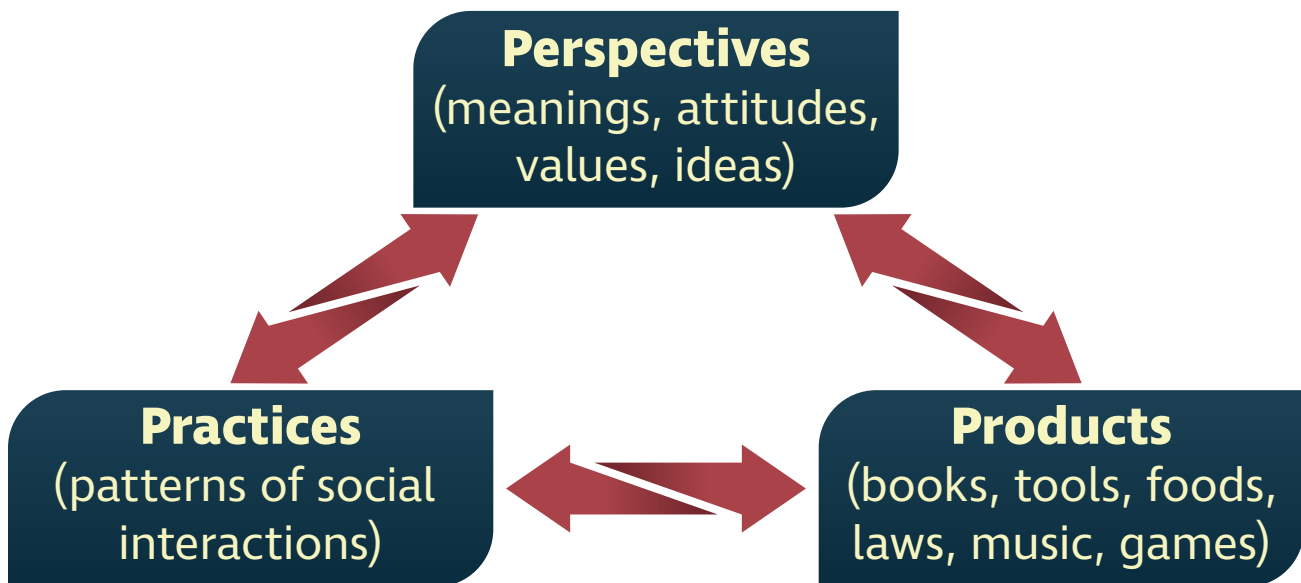 Perspectives
(meanings, attitudes,
values, ideas)
Practices
(patterns of social
interactions)
Products
(books, tools, foods,
laws, music, games)